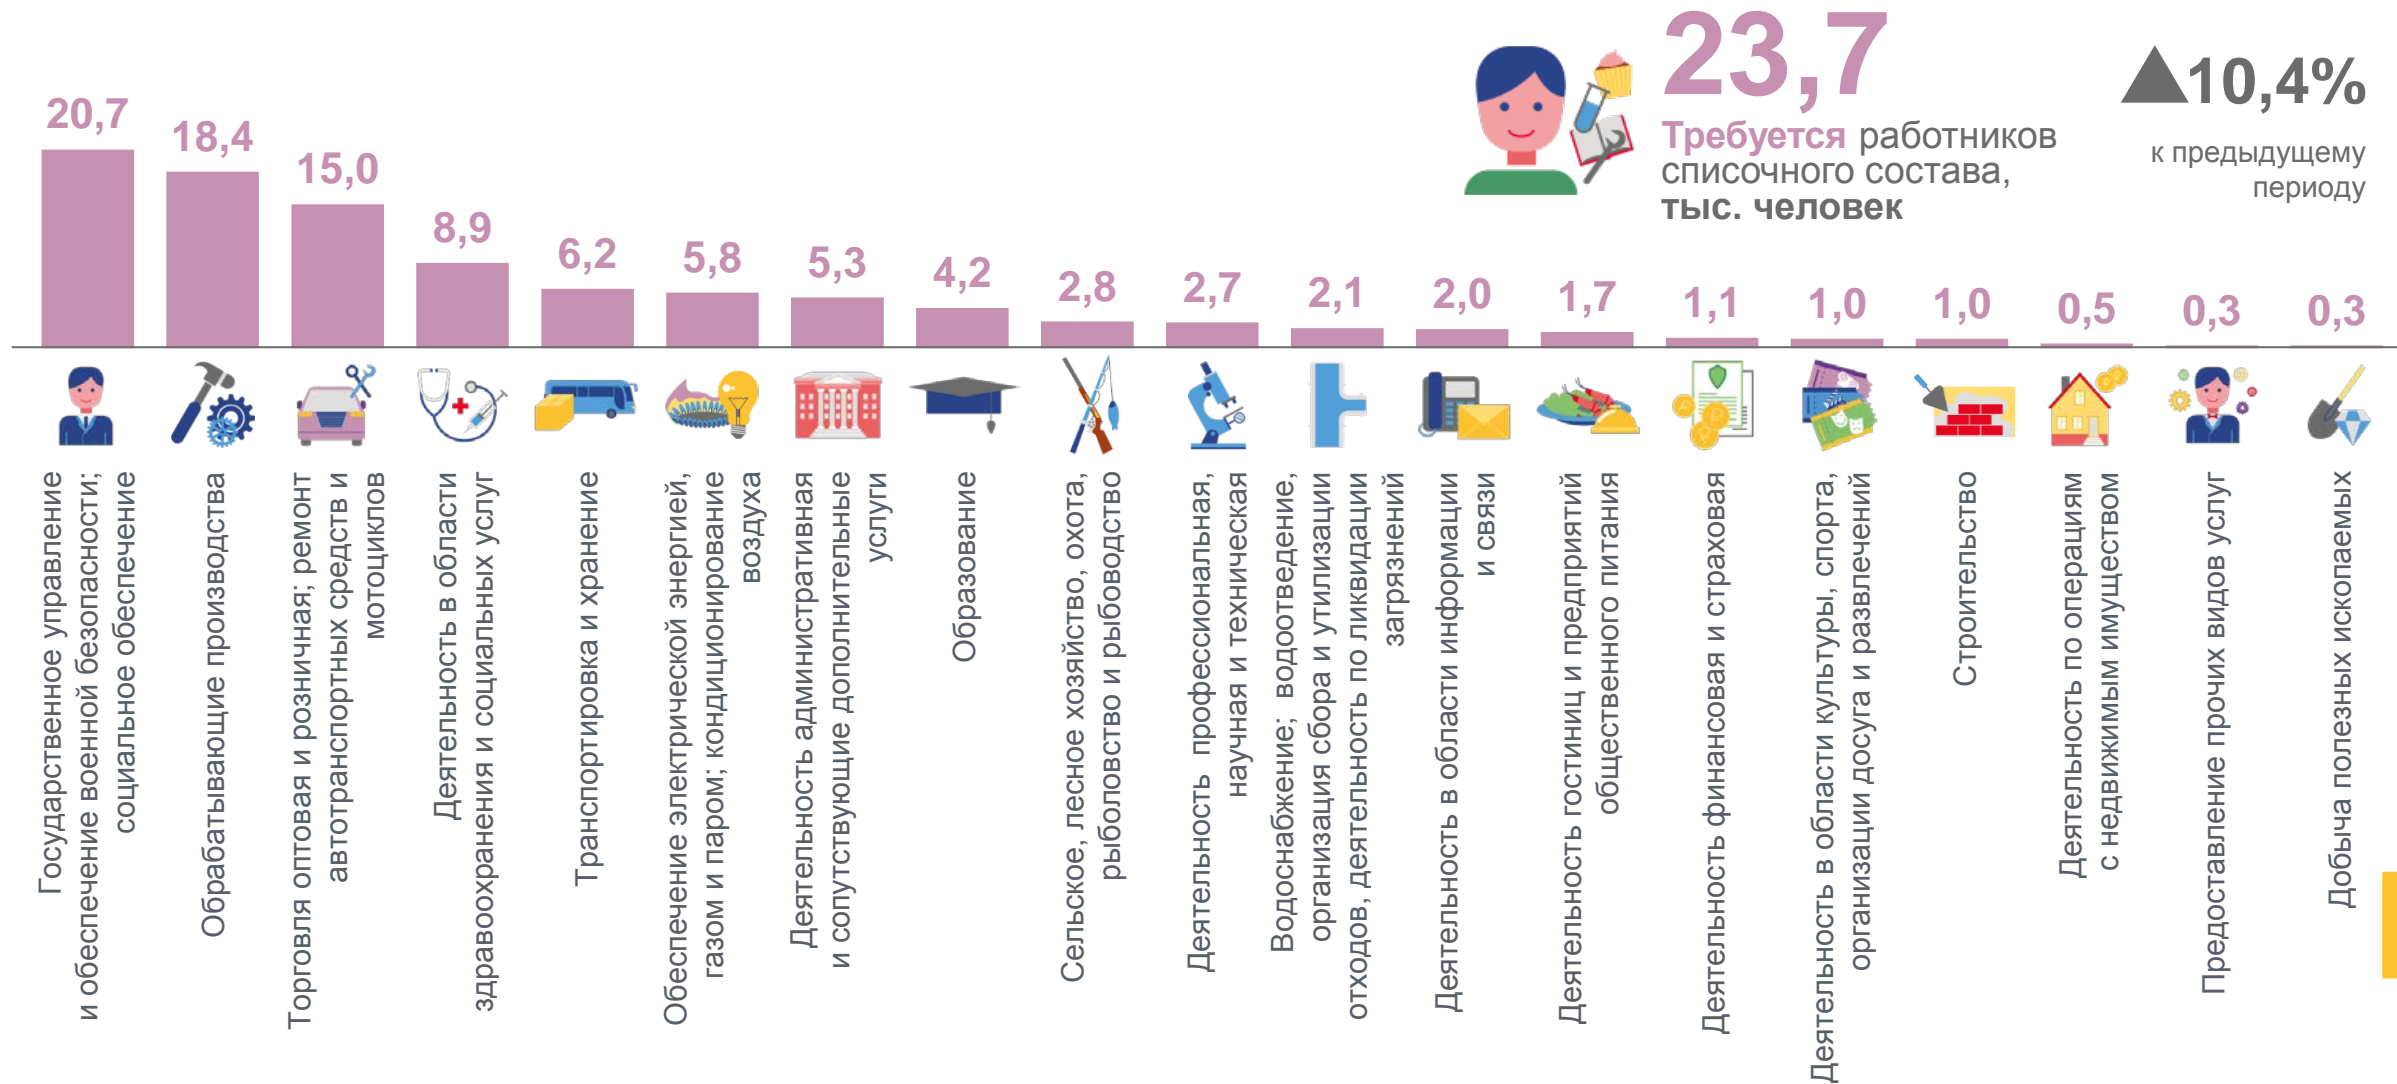 23,7
Требуется работников
списочного состава,
тыс. человек
10,4%
к предыдущему
периоду
20,7
18,4
15,0
8,9
6,2
5,8
5,3
4,2
2,8
2,7
2,1
2,0
1,7
1,1
1,0
1,0
0,5
0,3
0,3
Государственное управление
и обеспечение военной безопасности;
социальное обеспечение
Обрабатывающие производства
Торговля оптовая и розничная; ремонт
автотранспортных средств и
мотоциклов
Деятельность в области
здравоохранения и социальных услуг
Транспортировка и хранение
Обеспечение электрической энергией,
газом и паром; кондиционирование
воздуха
Деятельность административная
и сопутствующие дополнительные
услуги
Образование
Сельское, лесное хозяйство, охота,
рыболовство и рыбоводство
Деятельность профессиональная,
научная и техническая
Водоснабжение; водоотведение,
организация сбора и утилизации
отходов, деятельность по ликвидации
загрязнений
Деятельность в области информации
и связи
Деятельность гостиниц и предприятий
общественного питания
Деятельность финансовая и страховая
Деятельность в области культуры, спорта,
организации досуга и развлечений
Строительство
Деятельность по операциям
с недвижимым имуществом
Предоставление прочих видов услуг
Добыча полезных ископаемых